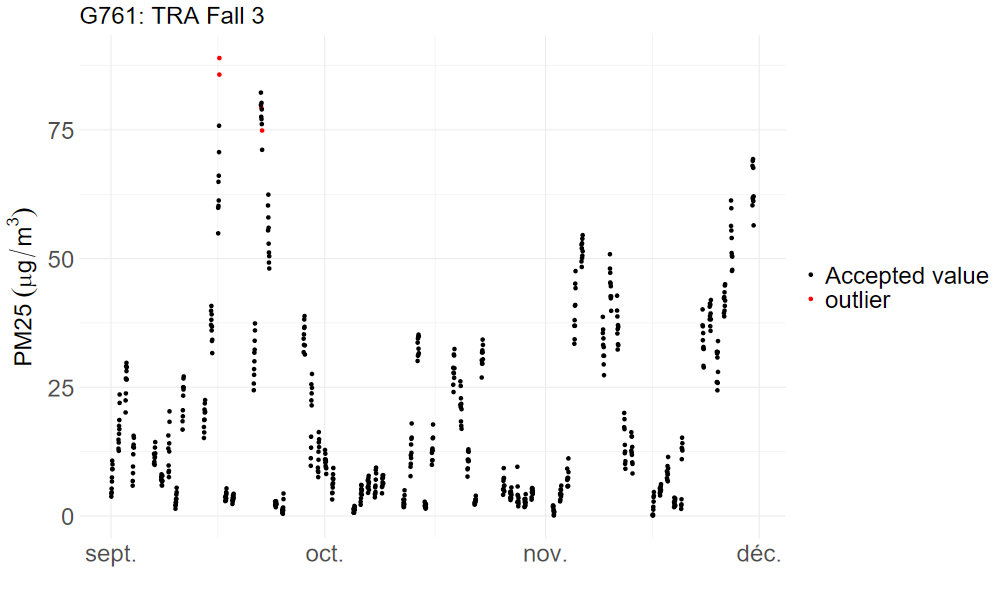 G761: TRA Fall 3
PM25 (µg/m³)
75
50
25
0
sept.
oct.
nov.
déc.
Accepted value
outlier